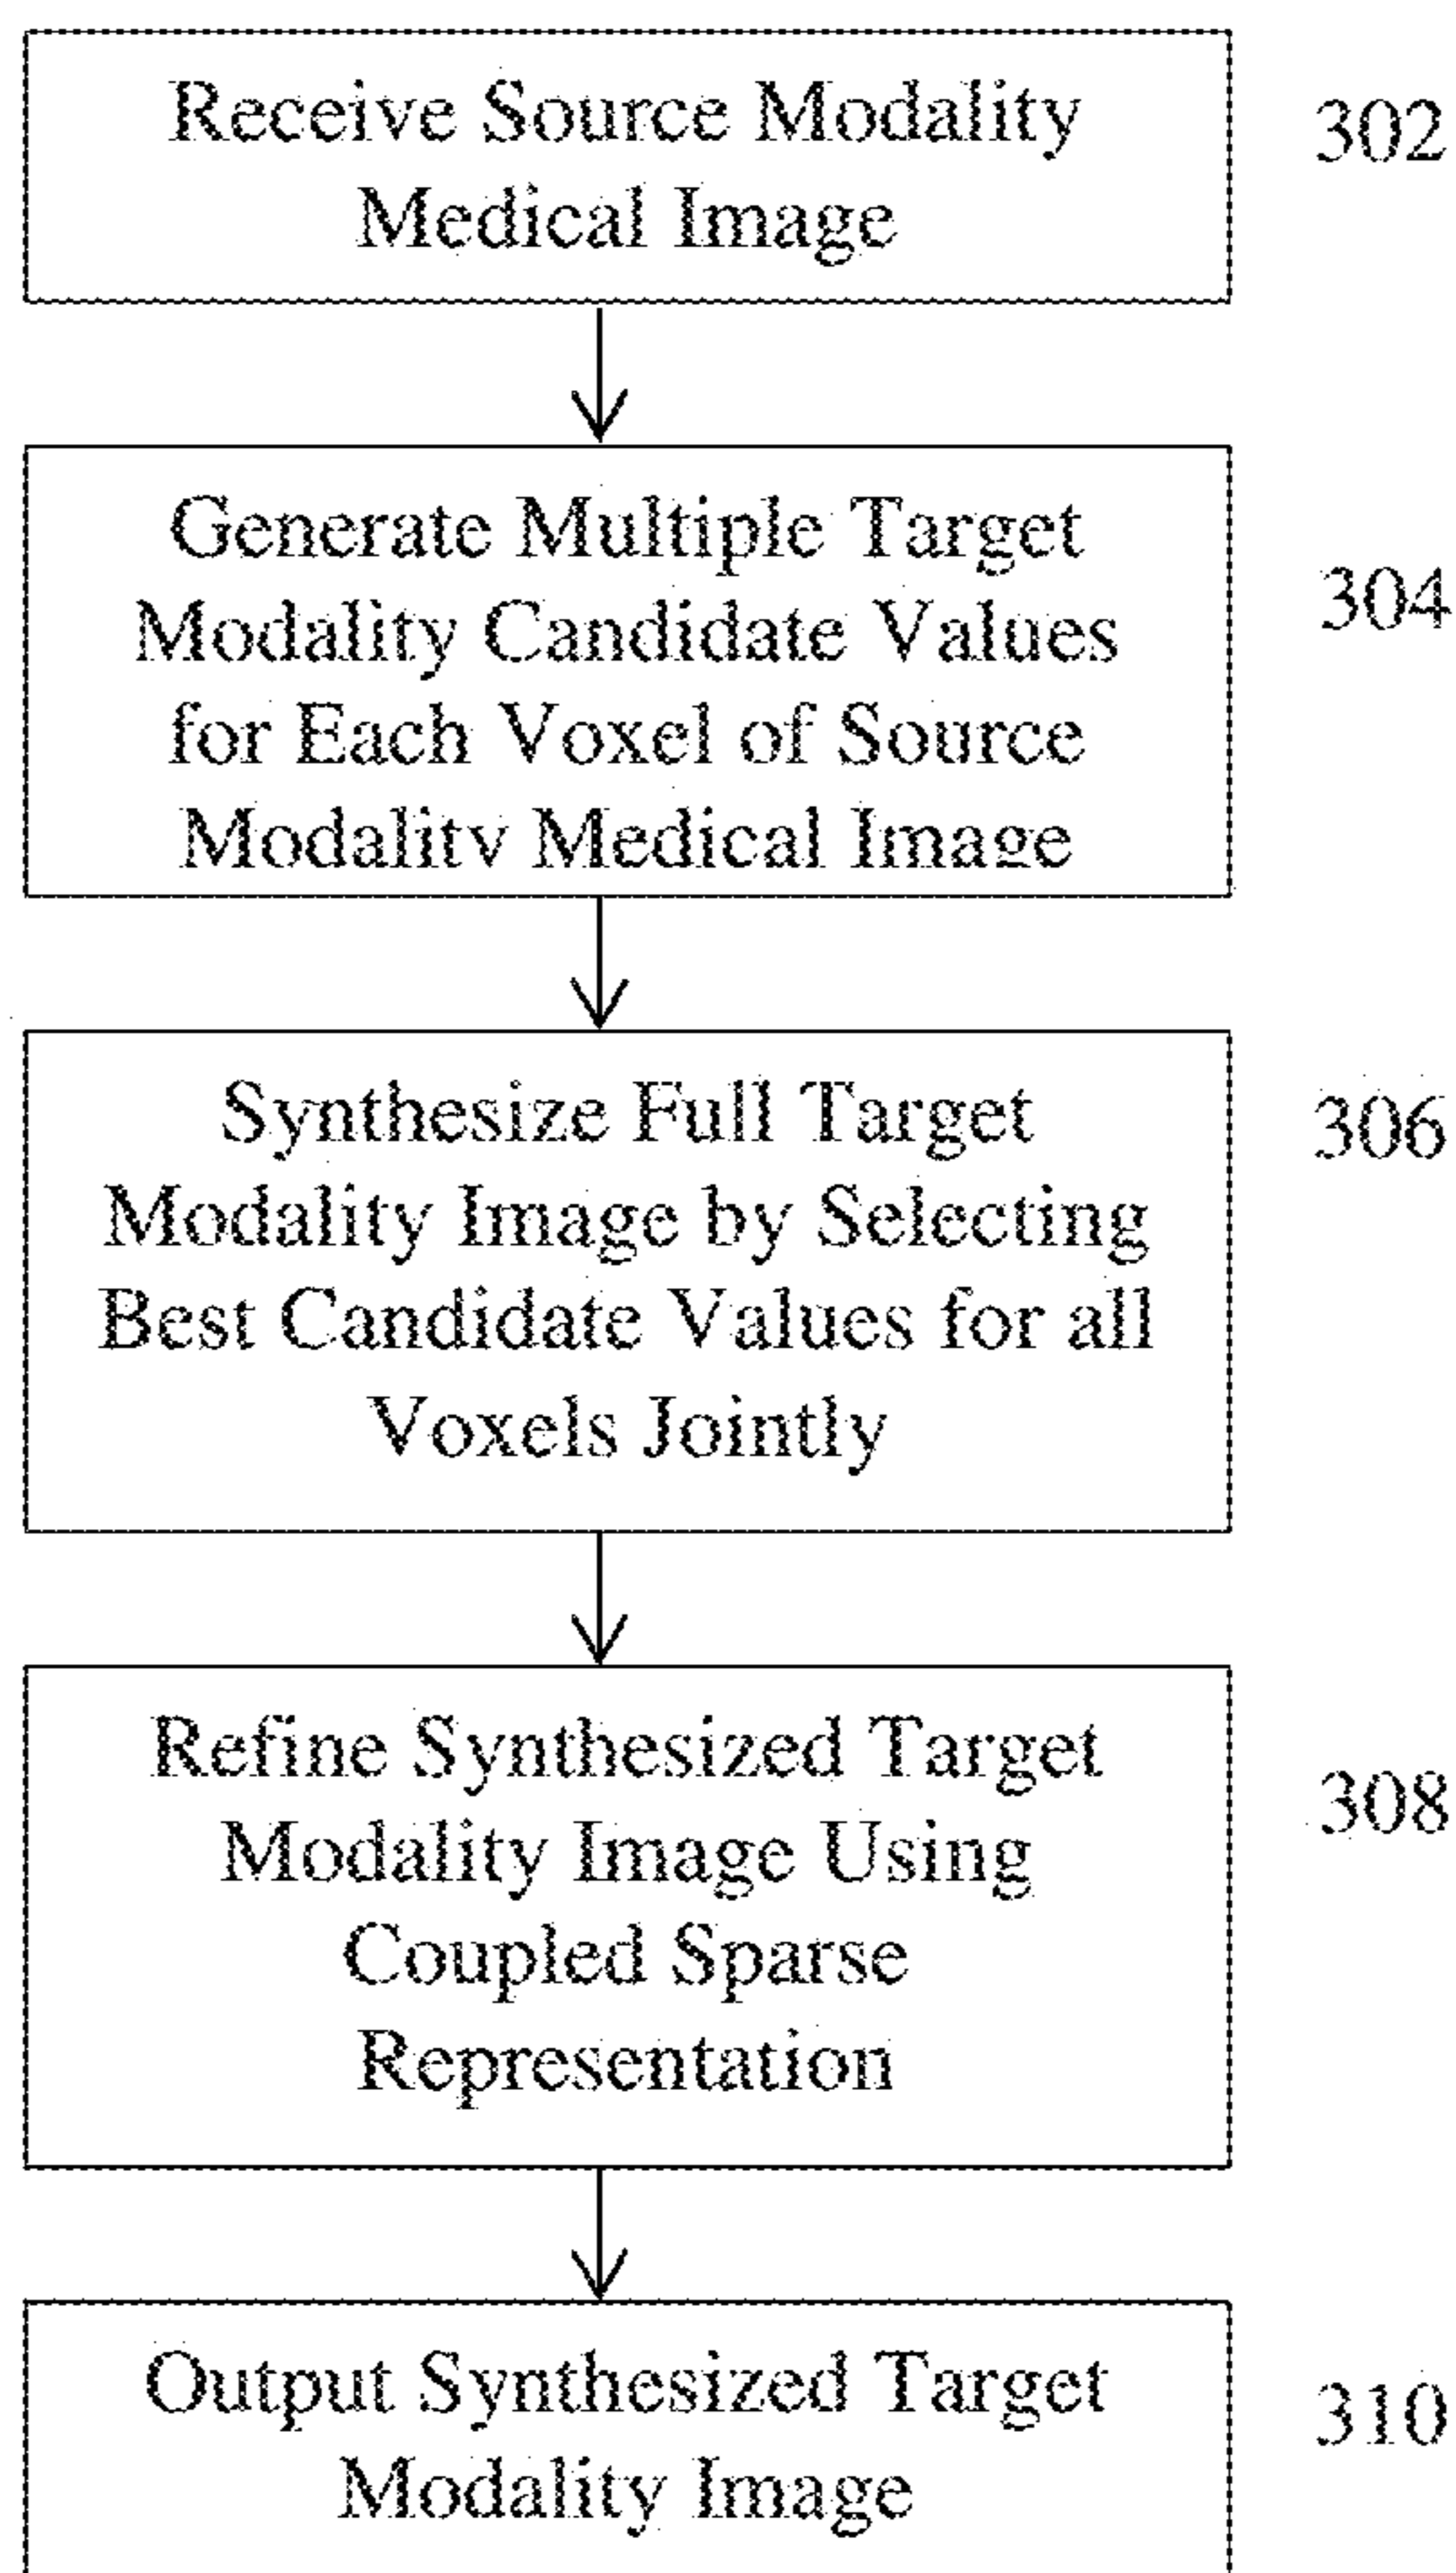 Receive Source Modality
Medical Image
302
Generate Multiple Target
Modality Candidate Values
for Each Voxel of Source
Modality Medical Image
304
Synthesize Full Target
Modality Image by Selecting
Best Candidate Values for all
Voxels Jointly
306
Refine Synthesized Target
Modality Image Using
Coupled Sparse
Representation
308
Output Synthesized Target
Modality Image
310